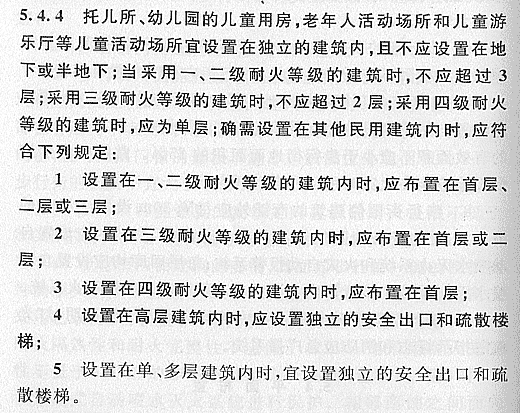 5.4.4 托儿所、幼儿园的儿童用房,老年人活动场所和儿童游
乐厅等儿童活动场所宜设置在独立的建筑内,且不应设置在地
下或半地下;当采用一、二级耐火等级的建筑时,不应超过 3
层;采用三级耐火等级的建筑时,不应超过 2 层;采用四级耐火
等级的建筑时,应为单层;确需设置在其他民用建筑内时,应符
合下列规定:
1 设置在一、二级耐火等级的建筑内时,应布置在首层、
二层或三层;
2 设置在三级耐火等级的建筑内时,应布置在首层或二
层;
3 设置在四级耐火等级的建筑内时,应布置在首层;
4 设置在高层建筑内时,应设置独立的安全出口和疏散楼
梯;
5 设置在单、多层建筑内时,宜设置独立的安全出口和疏
散楼梯。